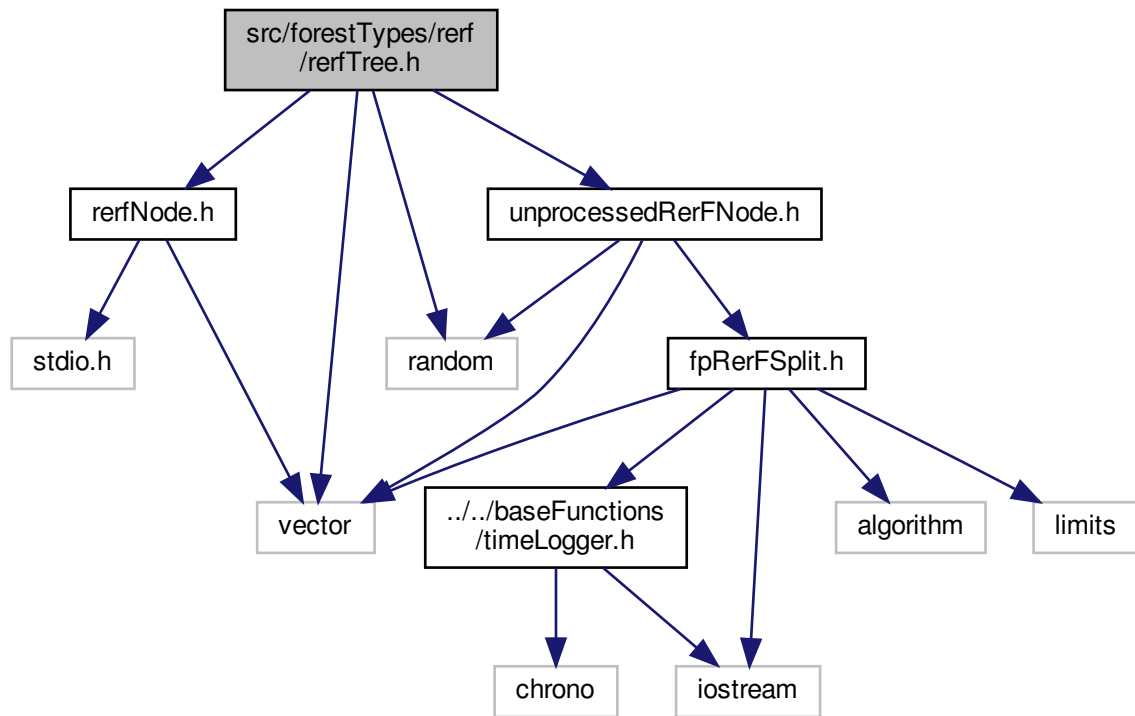 src/forestTypes/rerf
/rerfTree.h
rerfNode.h
unprocessedRerFNode.h
stdio.h
random
fpRerFSplit.h
vector
../../baseFunctions
/timeLogger.h
algorithm
limits
chrono
iostream